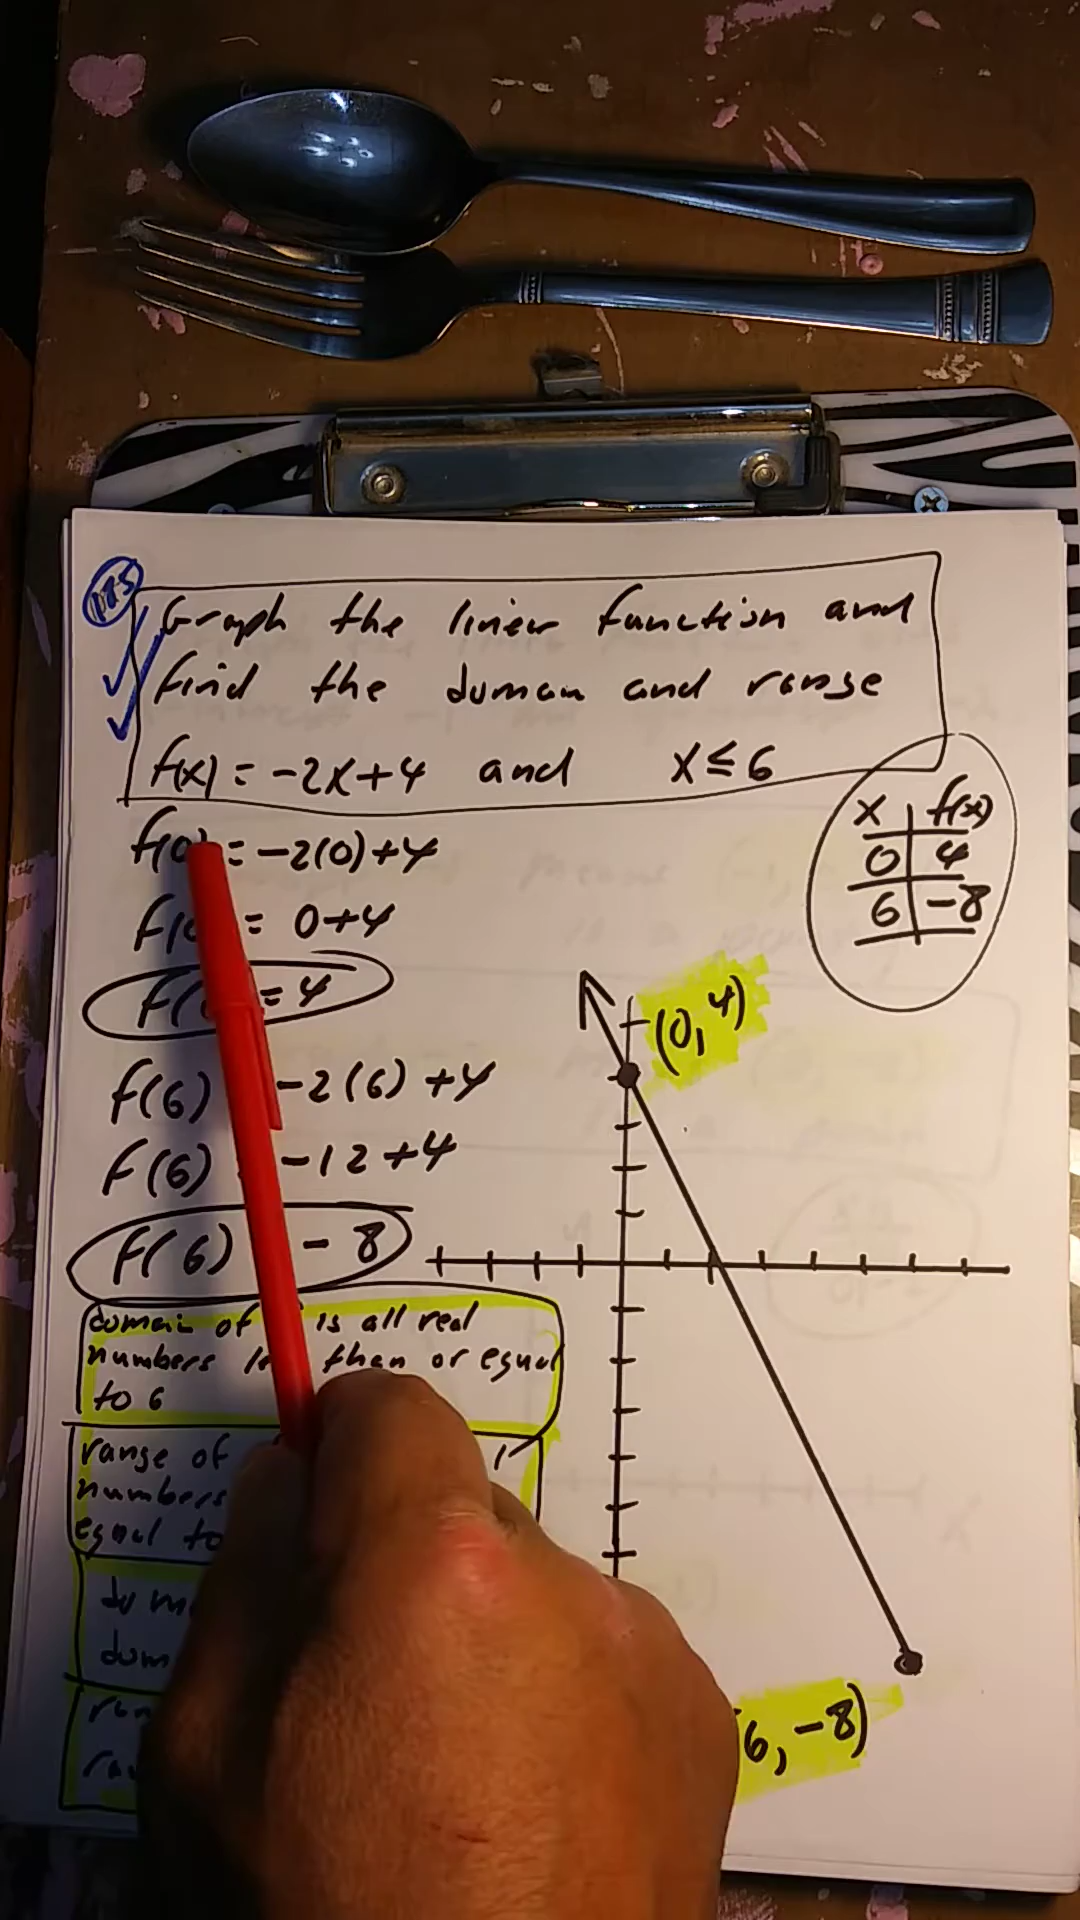 185
Graph the linear function and
find the domain and range
f(x) = -2x+4 and x≤6
x f(x)
0 4
6 -8
f(0) = -2(0)+4
= 0+4
= 4
(0, 4)
f(6) -2(6) +4
f(6) -12+4
f(6) - 8
domain of is all real
numbers than or equal
to 6
range of
numbers
equal to
(6, -8)